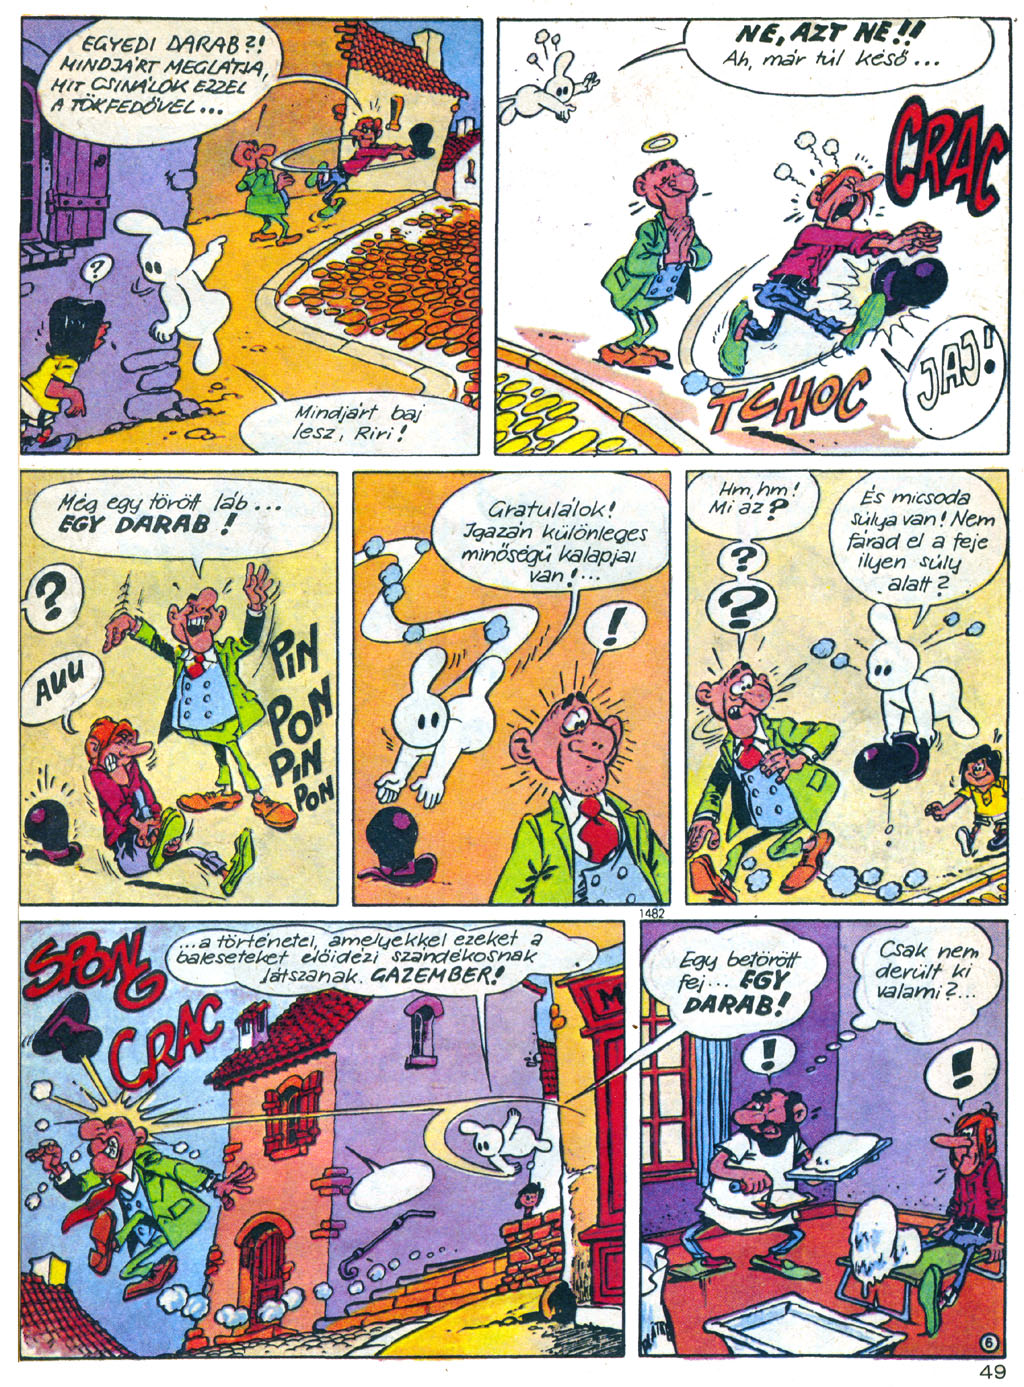 EGYEDI DARAB?!
MINDJÁRT MEGLÁTJA,
MIT CSINÁLOK EZZEL
A TÖKFEDŐVEL...
?
Mindjárt baj
lesz, Riri!
NE, AZT NE!!
Ah, már túl késő...
CRAC
TCHOC
JAJ!
Még egy törött láb...
EGY DARAB!
?
AUU
PIN
PON
PIN
PON
Gratulálok!
Igazán különleges
minőségű kalapjai
van!...
!
Hm, hm!
Mi az?
?
?
És micsoda
súlya van! Nem
fárad el a feje
ilyen súly
alatt?
SPONG
CRAC
...a történetei, amelyekkel ezeket a
baleseteket előidézi szándékosnak
látszanak. GAZEMBER!
M
1482
Egy betörött
fej... EGY
DARAB!
Csak nem
derült ki
valami?...
!
!
6
49